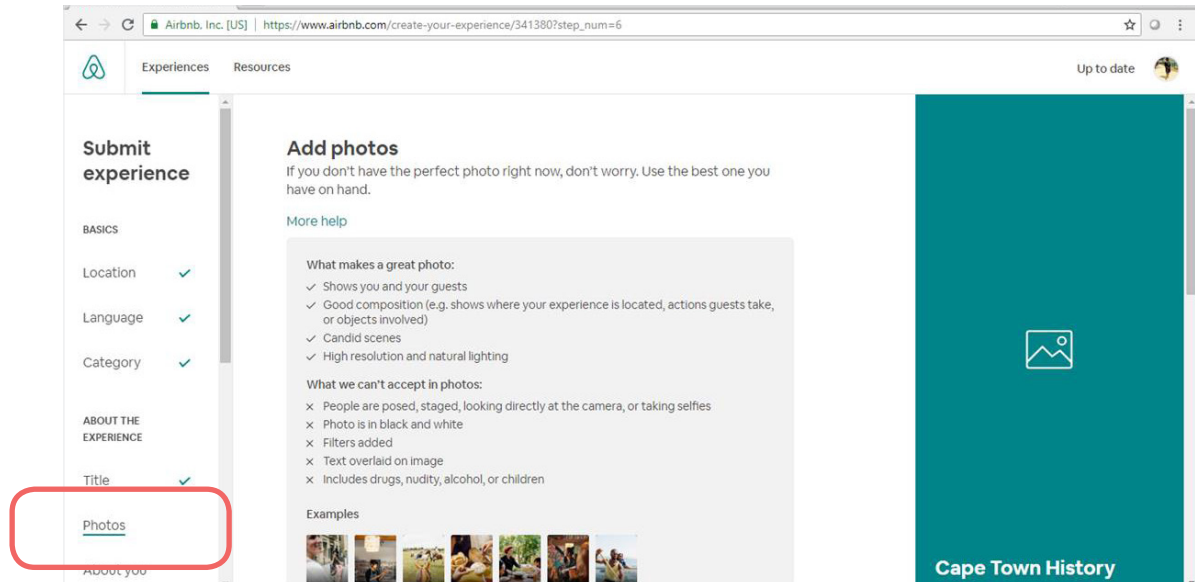 Airbnb, Inc. [US] | https://www.airbnb.com/create-your-experience/341380?step_num=6
Experiences Resources Up to date
Submit
experience
BASICS
Location
Language
Category
ABOUT THE
EXPERIENCE
Title
Photos
About you
Add photos
If you don't have the perfect photo right now, don't worry. Use the best one you
have on hand.
More help
What makes a great photo:
Shows you and your guests
Good composition (e.g. shows where your experience is located, actions guests take,
or objects involved)
Candid scenes
High resolution and natural lighting
What we can't accept in photos:
People are posed, staged, looking directly at the camera, or taking selfies
Photo is in black and white
Filters added
Text overlaid on image
Includes drugs, nudity, alcohol, or children
Examples
Cape Town History